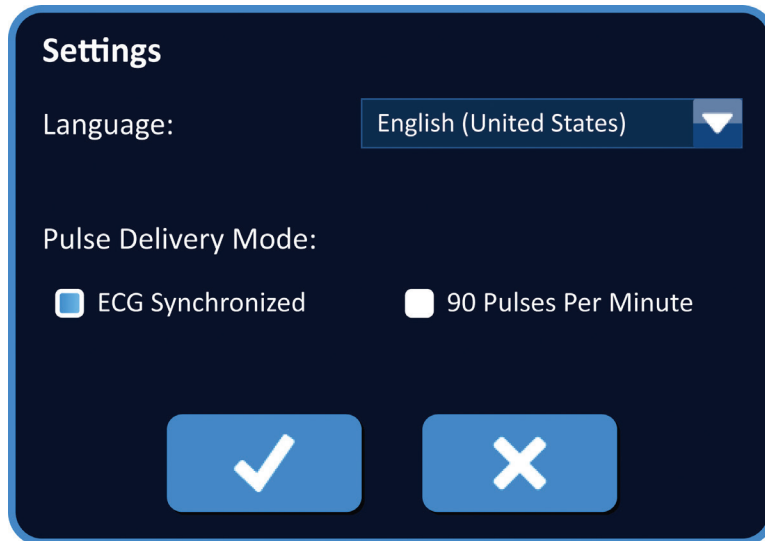 Settings
Language: English (United States)
Pulse Delivery Mode:
ECG Synchronized 90 Pulses Per Minute